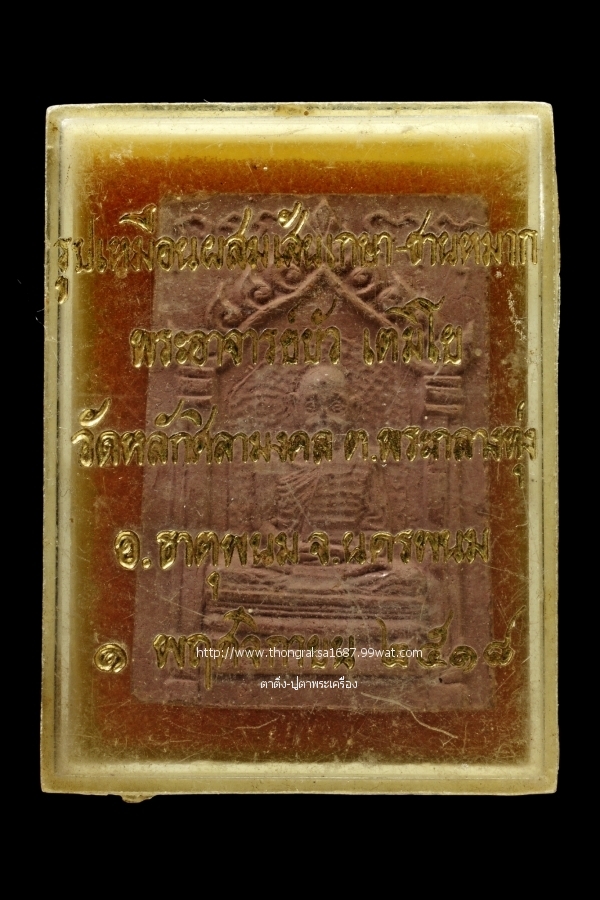 รูปเหมือนผสมเส้นเกษา-ชานหมาก
พระอาจารย์บัว เตมิโย
วัดหลักศิลามงคล ต.พระกลางทุ่ง
อ.ธาตุพนม จ.นครพนม
๑ พฤศจิกายน ๒๕๑๘
http://www.thongraksa1687.99wat.com
ตาดึ๋ง-ปูตาพระเครื่อง